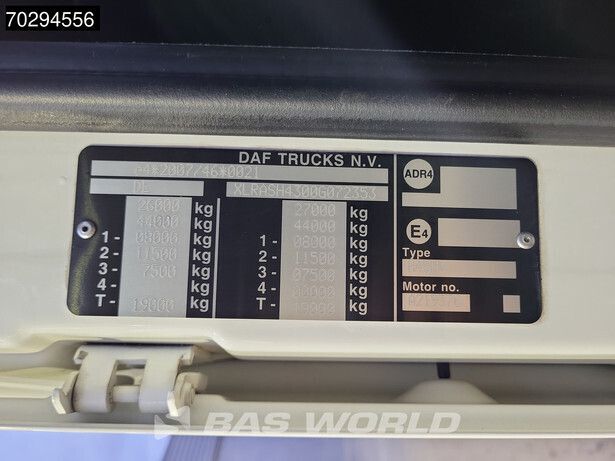 70294556
DAF TRUCKS N.V.
e4*2007/46*0021
DE XLRASH4300G072353
26000 kg 27000 kg
44000 kg 44000 kg
1- 08000 kg 1- 08000 kg
2- 11500 kg 2- 11500 kg
3- 7500 kg 3- 07500 kg
4- kg 4- kg
T- 19000 kg T- kg
ADR4
E4
Type
Motor no.
BAS WORLD